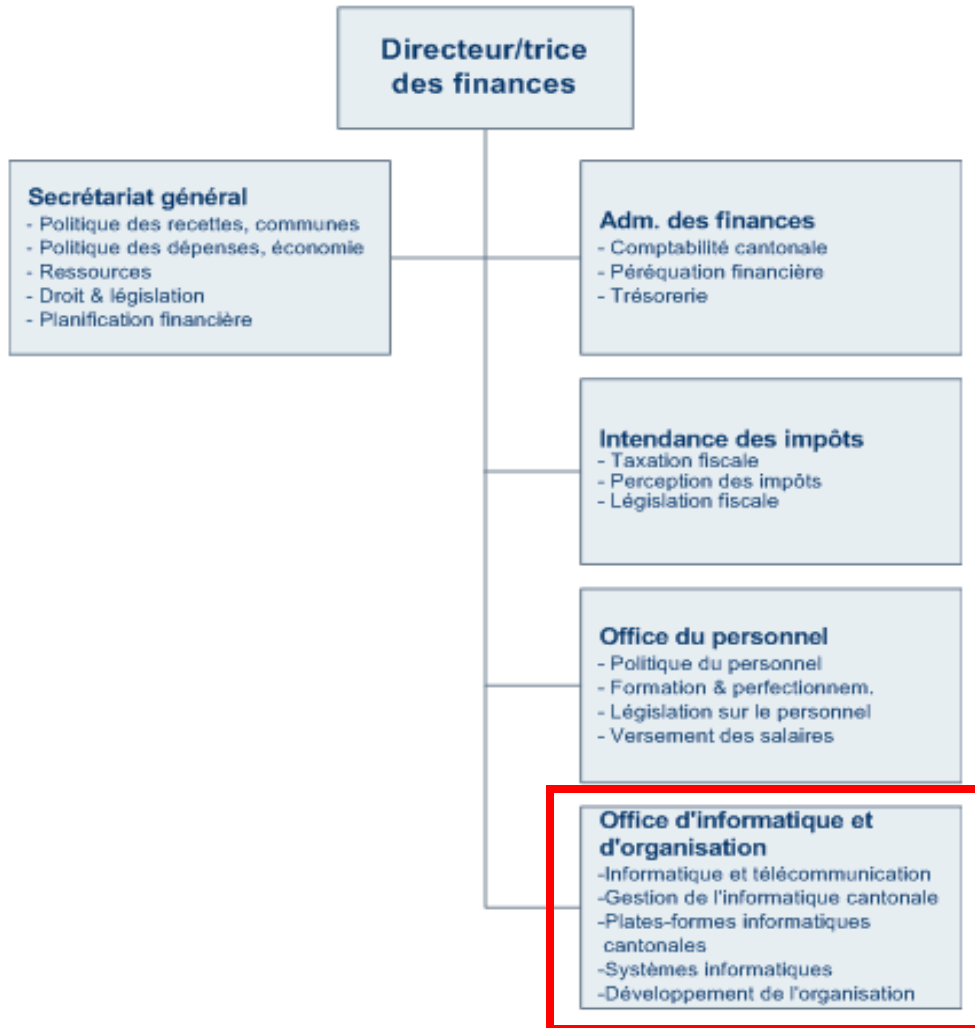 Directeur/trice
des finances
Secrétariat général
- Politique des recettes, communes
- Politique des dépenses, économie
- Ressources
- Droit & législation
- Planification financière
Adm. des finances
- Comptabilité cantonale
- Péréquation financière
- Trésorerie
Intendance des impôts
- Taxation fiscale
- Perception des impôts
- Législation fiscale
Office du personnel
- Politique du personnel
- Formation & perfectionnem.
- Législation sur le personnel
- Versement des salaires
Office d'informatique et
d'organisation
-Informatique et télécommunication
-Gestion de l'informatique cantonale
-Plates-formes informatiques
cantonales
-Systèmes informatiques
-Développement de l'organisation